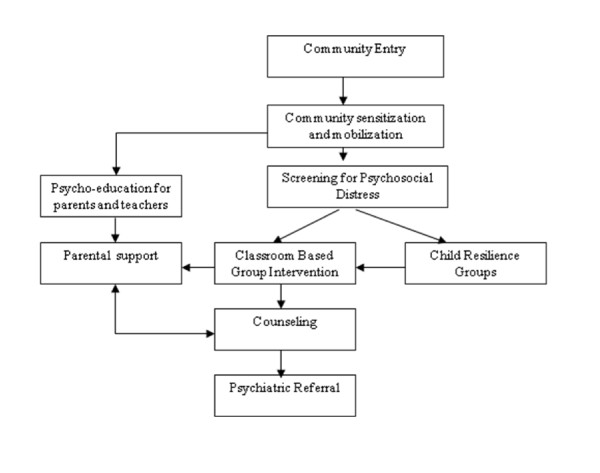 Community Entry
Community sensitization
and mobilization
Screening for Psychosocial
Distress
Psycho-education for
parents and teachers
Parental support
Classroom Based
Group Intervention
Child Resilience
Groups
Counseling
Psychiatric Referral